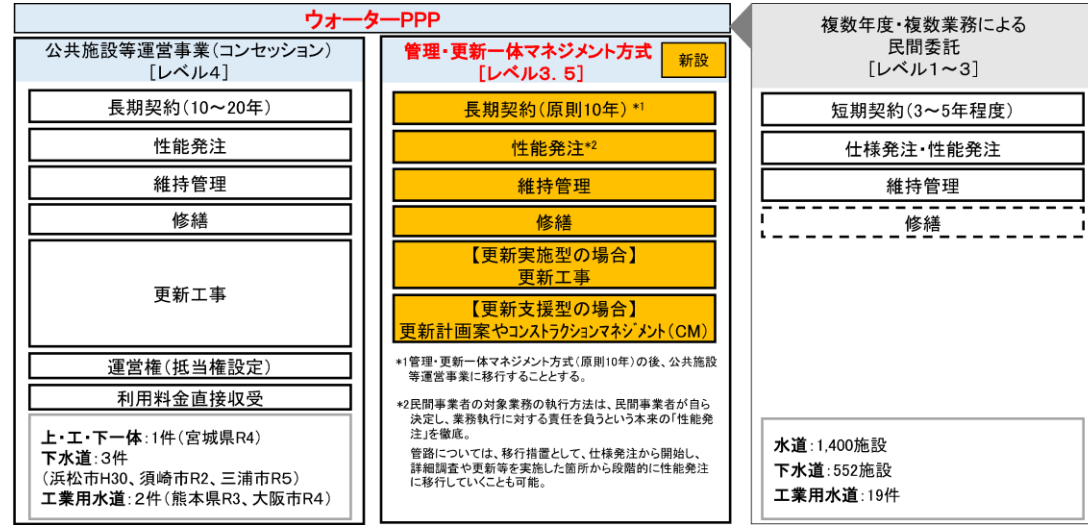 ウォーターPPP
公共施設等運営事業(コンセッション)
[レベル4]
長期契約(10～20年)
性能発注
維持管理
修繕
更新工事
運営権(抵当権設定)
利用料金直接収受
上・工・下一体:1件(宮城県R4)
下水道:3件
(浜松市H30、須崎市R2、三浦市R5)
工業用水道:2件(熊本県R3、大阪市R4)
管理・更新一体マネジメント方式
[レベル3.5]
新設
長期契約(原則10年)*1
性能発注*2
維持管理
修繕
【更新実施型の場合】
更新工事
【更新支援型の場合】
更新計画案やコンストラクションマネジメント(CM)
*1管理・更新一体マネジメント方式(原則10年)の後、公共施設
等運営事業に移行することとする。
*2民間事業者の対象業務の執行方法は、民間事業者が自ら
決定し、業務執行に対する責任を負うという本来の「性能発
注」を徹底。
管路については、移行措置として、仕様発注から開始し、
詳細調査や更新等を実施した箇所から段階的に性能発注
に移行していくことも可能。
複数年度・複数業務による
民間委託
[レベル1～3]
短期契約(3～5年程度)
仕様発注・性能発注
維持管理
修繕
水道:1,400施設
下水道:552施設
工業用水道:19件